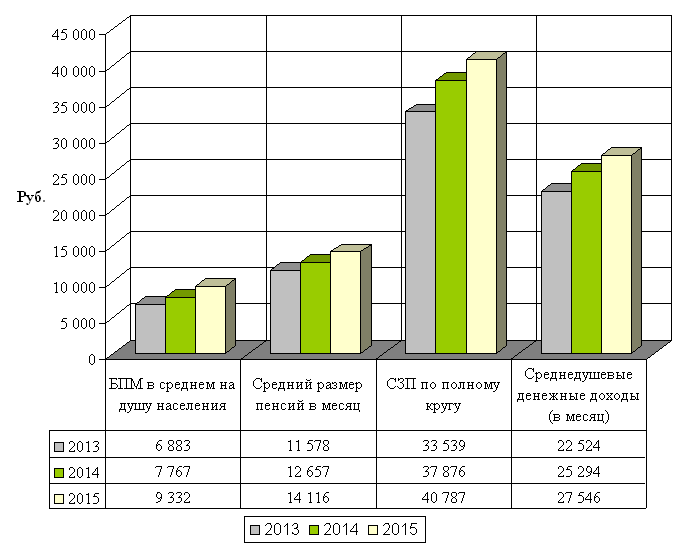 45 000
40 000
35 000
30 000
25 000
20 000
15 000
10 000
5 000
0
Руб.
БПМ в среднем на душу населения
Средний размер пенсий в месяц
СЗП по полному кругу
Среднедушевые денежные доходы (в месяц)
2013 6 883 11 578 33 539 22 524
2014 7 767 12 657 37 876 25 294
2015 9 332 14 116 40 787 27 546
2013 2014 2015